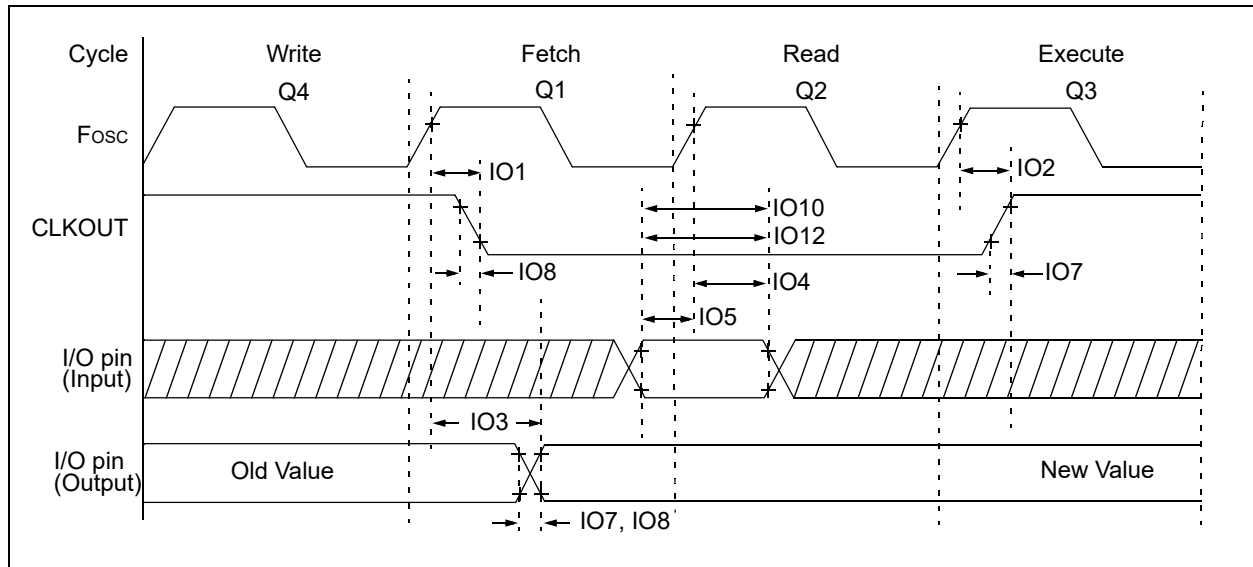 Cycle Write Fetch Read Execute
Q4 Q1 Q2 Q3
Fosc
IO1 IO2
IO10
CLKOUT IO12
IO8 IO4 IO7
IO5
I/O pin
(Input)
IO3
I/O pin
(Output) Old Value New Value
IO7, IO8